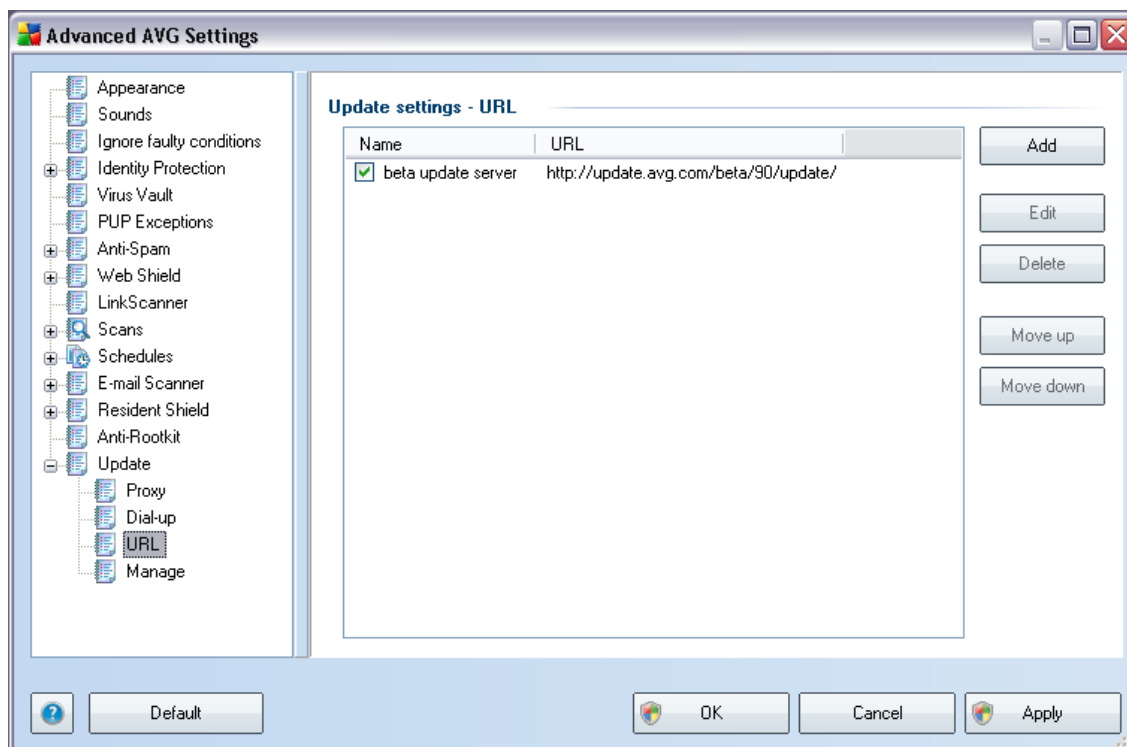 Advanced AVG Settings
Appearance
Sounds
Ignore faulty conditions
Identity Protection
Virus Vault
PUP Exceptions
Anti-Spam
Web Shield
LinkScanner
Scans
Schedules
E-mail Scanner
Resident Shield
Anti-Rootkit
Update
Proxy
Dial-up
URL
Manage
Update settings - URL
Name URL
beta update server http://update.avg.com/beta/90/update/
Add
Edit
Delete
Move up
Move down
Default
OK
Cancel
Apply